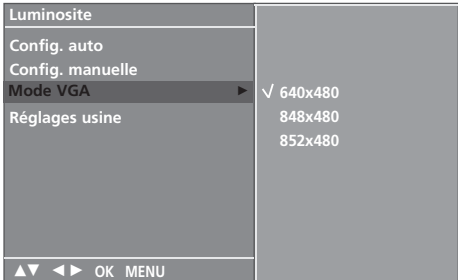 Luminosite
Config. auto
Config. manuelle
Mode VGA ►
Réglages usine
√ 640x480
848x480
852x480
▲▼ ◄► OK MENU